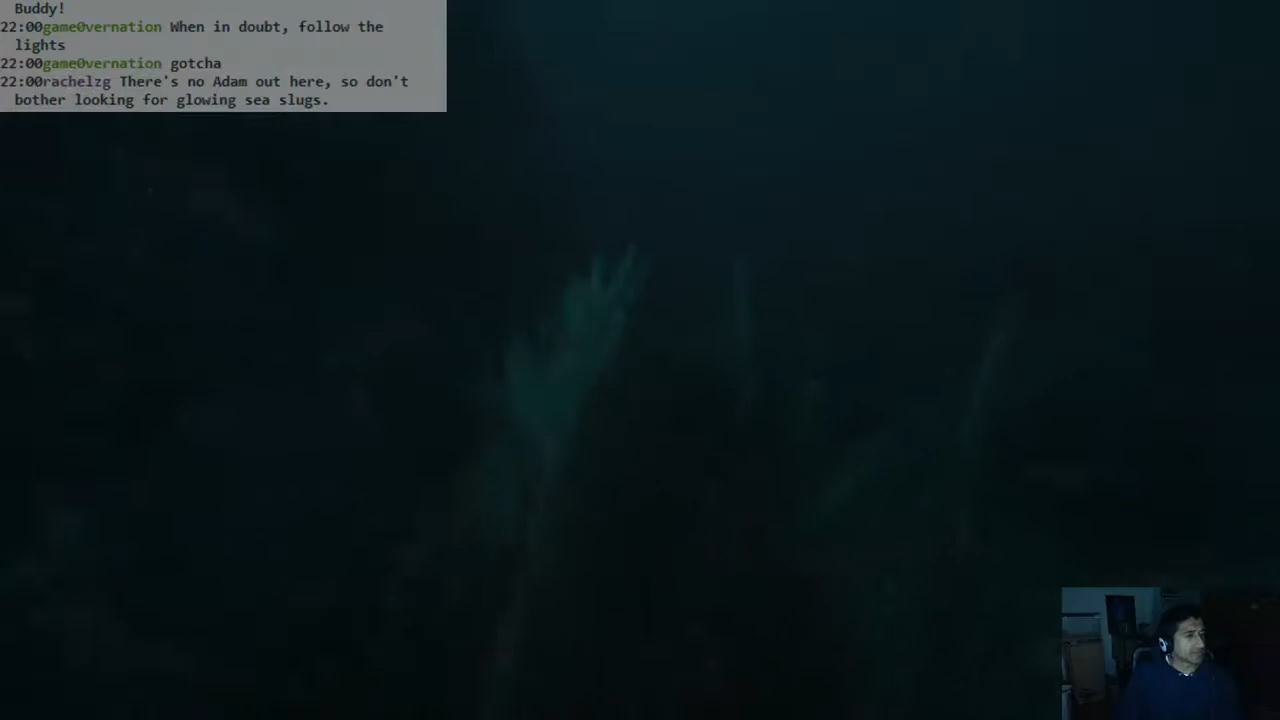 Buddy!
22:00game0vernation When in doubt, follow the
lights
22:00game0vernation gotcha
22:00rachelzg There's no Adam out here, so don't
bother looking for glowing sea slugs.